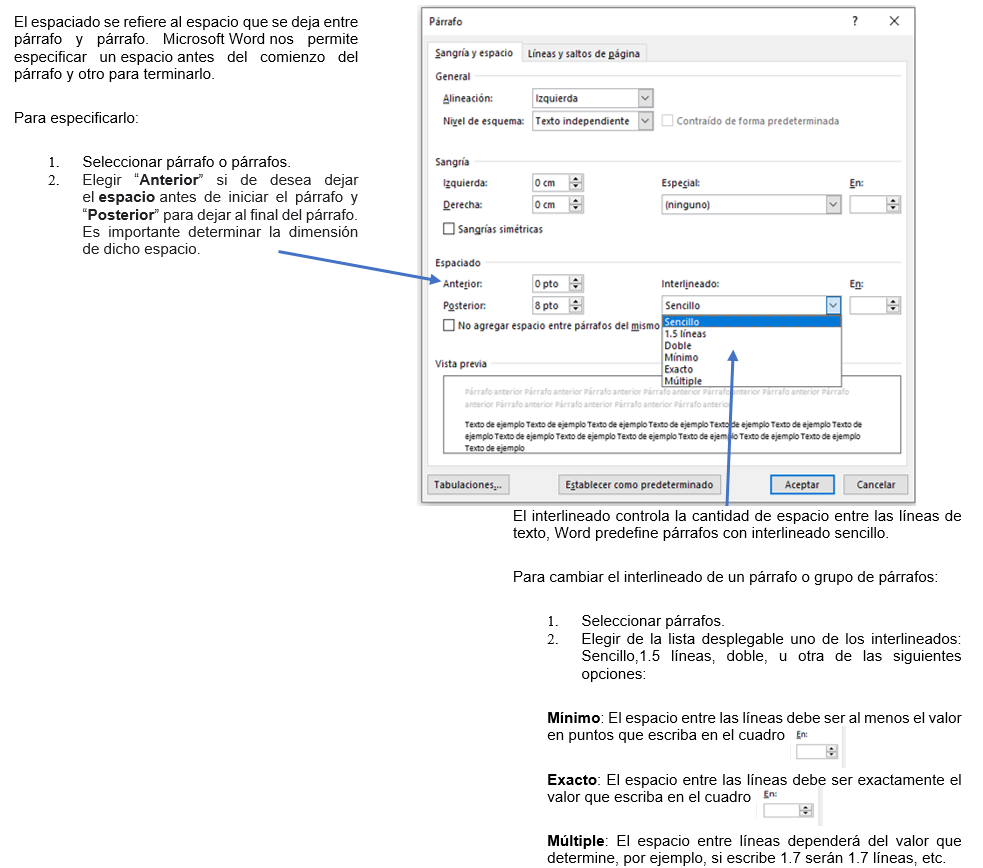 El espaciado se refiere al espacio que se deja entre
párrafo y párrafo. Microsoft Word nos permite
especificar un espacio antes del comienzo del
párrafo y otro para terminarlo.
Para especificarlo:
1. Seleccionar párrafo o párrafos.
2. Elegir “Anterior” si de desea dejar
el espacio antes de iniciar el párrafo y
“Posterior” para dejar al final del párrafo.
Es importante determinar la dimensión
de dicho espacio.
Párrafo ? ×
Sangría y espacio Líneas y saltos de página
General
Alineación: Izquierda
Nivel de esquema: Texto independiente Contraído de forma predeterminada
Sangría
Izquierda: 0 cm Especial: En:
Derecha: 0 cm (ninguno)
Sangrías simétricas
Espaciado
Anterior: 0 pto Interlineado: En:
Posterior: 8 pto Sencillo
No agregar espacio entre párrafos del mismo
Sencillo
1.5 líneas
Doble
Mínimo
Exacto
Múltiple
Vista previa
Párrafo anterior Párrafo anterior Párrafo anterior Párrafo anterior Párrafo anterior Párrafo anterior Párrafo
anterior Párrafo anterior Párrafo anterior Párrafo anterior Párrafo anterior
Texto de ejemplo Texto de ejemplo Texto de ejemplo Texto de ejemplo Texto de ejemplo Texto de ejemplo Texto de
ejemplo Texto de ejemplo Texto de ejemplo Texto de ejemplo Texto de ejemplo Texto de ejemplo Texto de ejemplo
Texto de ejemplo
Tabulaciones... Establecer como predeterminado Aceptar Cancelar
El interlineado controla la cantidad de espacio entre las líneas de
texto, Word predefine párrafos con interlineado sencillo.
Para cambiar el interlineado de un párrafo o grupo de párrafos:
1. Seleccionar párrafos.
2. Elegir de la lista desplegable uno de los interlineados:
Sencillo,1.5 líneas, doble, u otra de las siguientes
opciones:
Mínimo: El espacio entre las líneas debe ser al menos el valor
en puntos que escriba en el cuadro En:
Exacto: El espacio entre las líneas debe ser exactamente el
valor que escriba en el cuadro En:
Múltiple: El espacio entre líneas dependerá del valor que
determine, por ejemplo, si escribe 1.7 serán 1.7 líneas, etc.